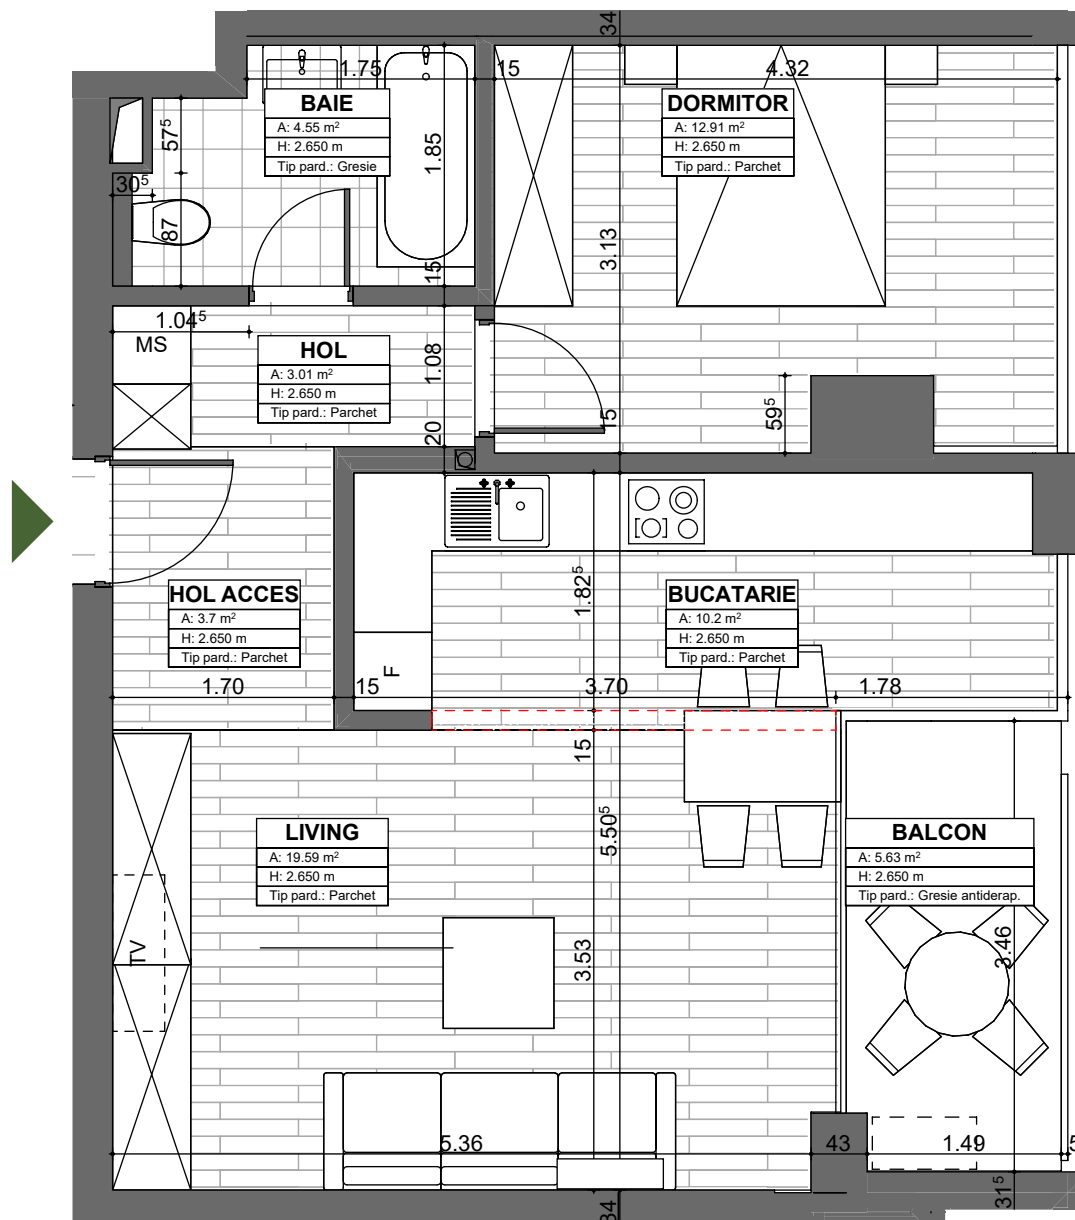 34
1.75
15
4.32
BAIE
A: 4.55 m²
H: 2.650 m
Tip pard.: Gresie
DORMITOR
A: 12.91 m²
H: 2.650 m
Tip pard.: Parchet
57⁵
1.85
30⁵
87
3.13
15
1.04⁵
MS
HOL
A: 3.01 m²
H: 2.650 m
Tip pard.: Parchet
1.08
20
15
59⁵
HOL ACCES
A: 3.7 m²
H: 2.650 m
Tip pard.: Parchet
1.82⁵
BUCATARIE
A: 10.2 m²
H: 2.650 m
Tip pard.: Parchet
F
1.70
15
3.70
1.78
15
5.50⁵
LIVING
A: 19.59 m²
H: 2.650 m
Tip pard.: Parchet
BALCON
A: 5.63 m²
H: 2.650 m
Tip pard.: Gresie antiderap.
TV
3.53
3.46
5.36
43
1.49
5
31⁵
34